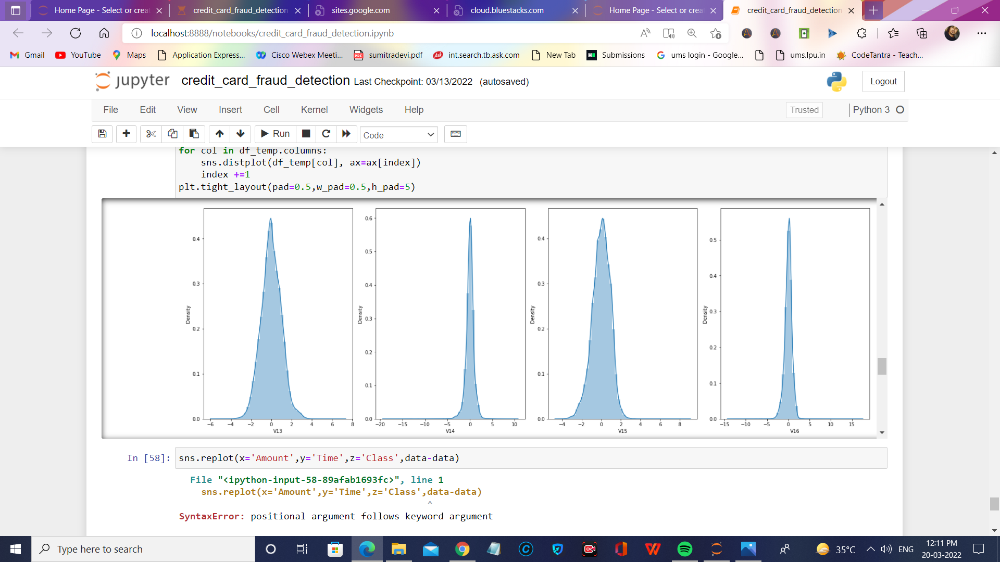 Home Page - Select or creat
credit_card_fraud_detection
sites.google.com
cloud.bluestacks.com
Home Page - Select or creat
credit_card_fraud_detection
localhost:8888/notebooks/credit_card_fraud_detection.ipynb
Gmail
YouTube
Maps
Application Express...
Cisco Webex Meeti...
sumitradevi.pdf
int.search.tb.ask.com
New Tab
Submissions
ums login - Google...
ums.lpu.in
CodeTantra - Teach...
jupyter
credit_card_fraud_detection Last Checkpoint: 03/13/2022 (autosaved)
Logout
File
Edit
View
Insert
Cell
Kernel
Widgets
Help
Trusted
Python 3
Run
Code
for col in df_temp.columns:
sns.distplot(df_temp[col], ax=ax[index])
index +=1
plt.tight_layout(pad=0.5,w_pad=0.5,h_pad=5)
0.4
0.3
0.2
0.1
0.0
Density
−6 −4 −2 0 2 4 6 8
V13
0.6
0.5
0.4
0.3
0.2
0.1
0.0
Density
−20 −15 −10 −5 0 5 10
V14
0.4
0.3
0.2
0.1
0.0
Density
−4 −2 0 2 4 6 8
V15
0.5
0.4
0.3
0.2
0.1
0.0
Density
−15 −10 −5 0 5 10 15
V16
In [58]: sns.replot(x='Amount',y='Time',z='Class',data-data)
File "<ipython-input-58-89afab1693fc>", line 1
sns.replot(x='Amount',y='Time',z='Class',data-data)
^
SyntaxError: positional argument follows keyword argument
Type here to search
35°C
ENG
12:11 PM
20-03-2022